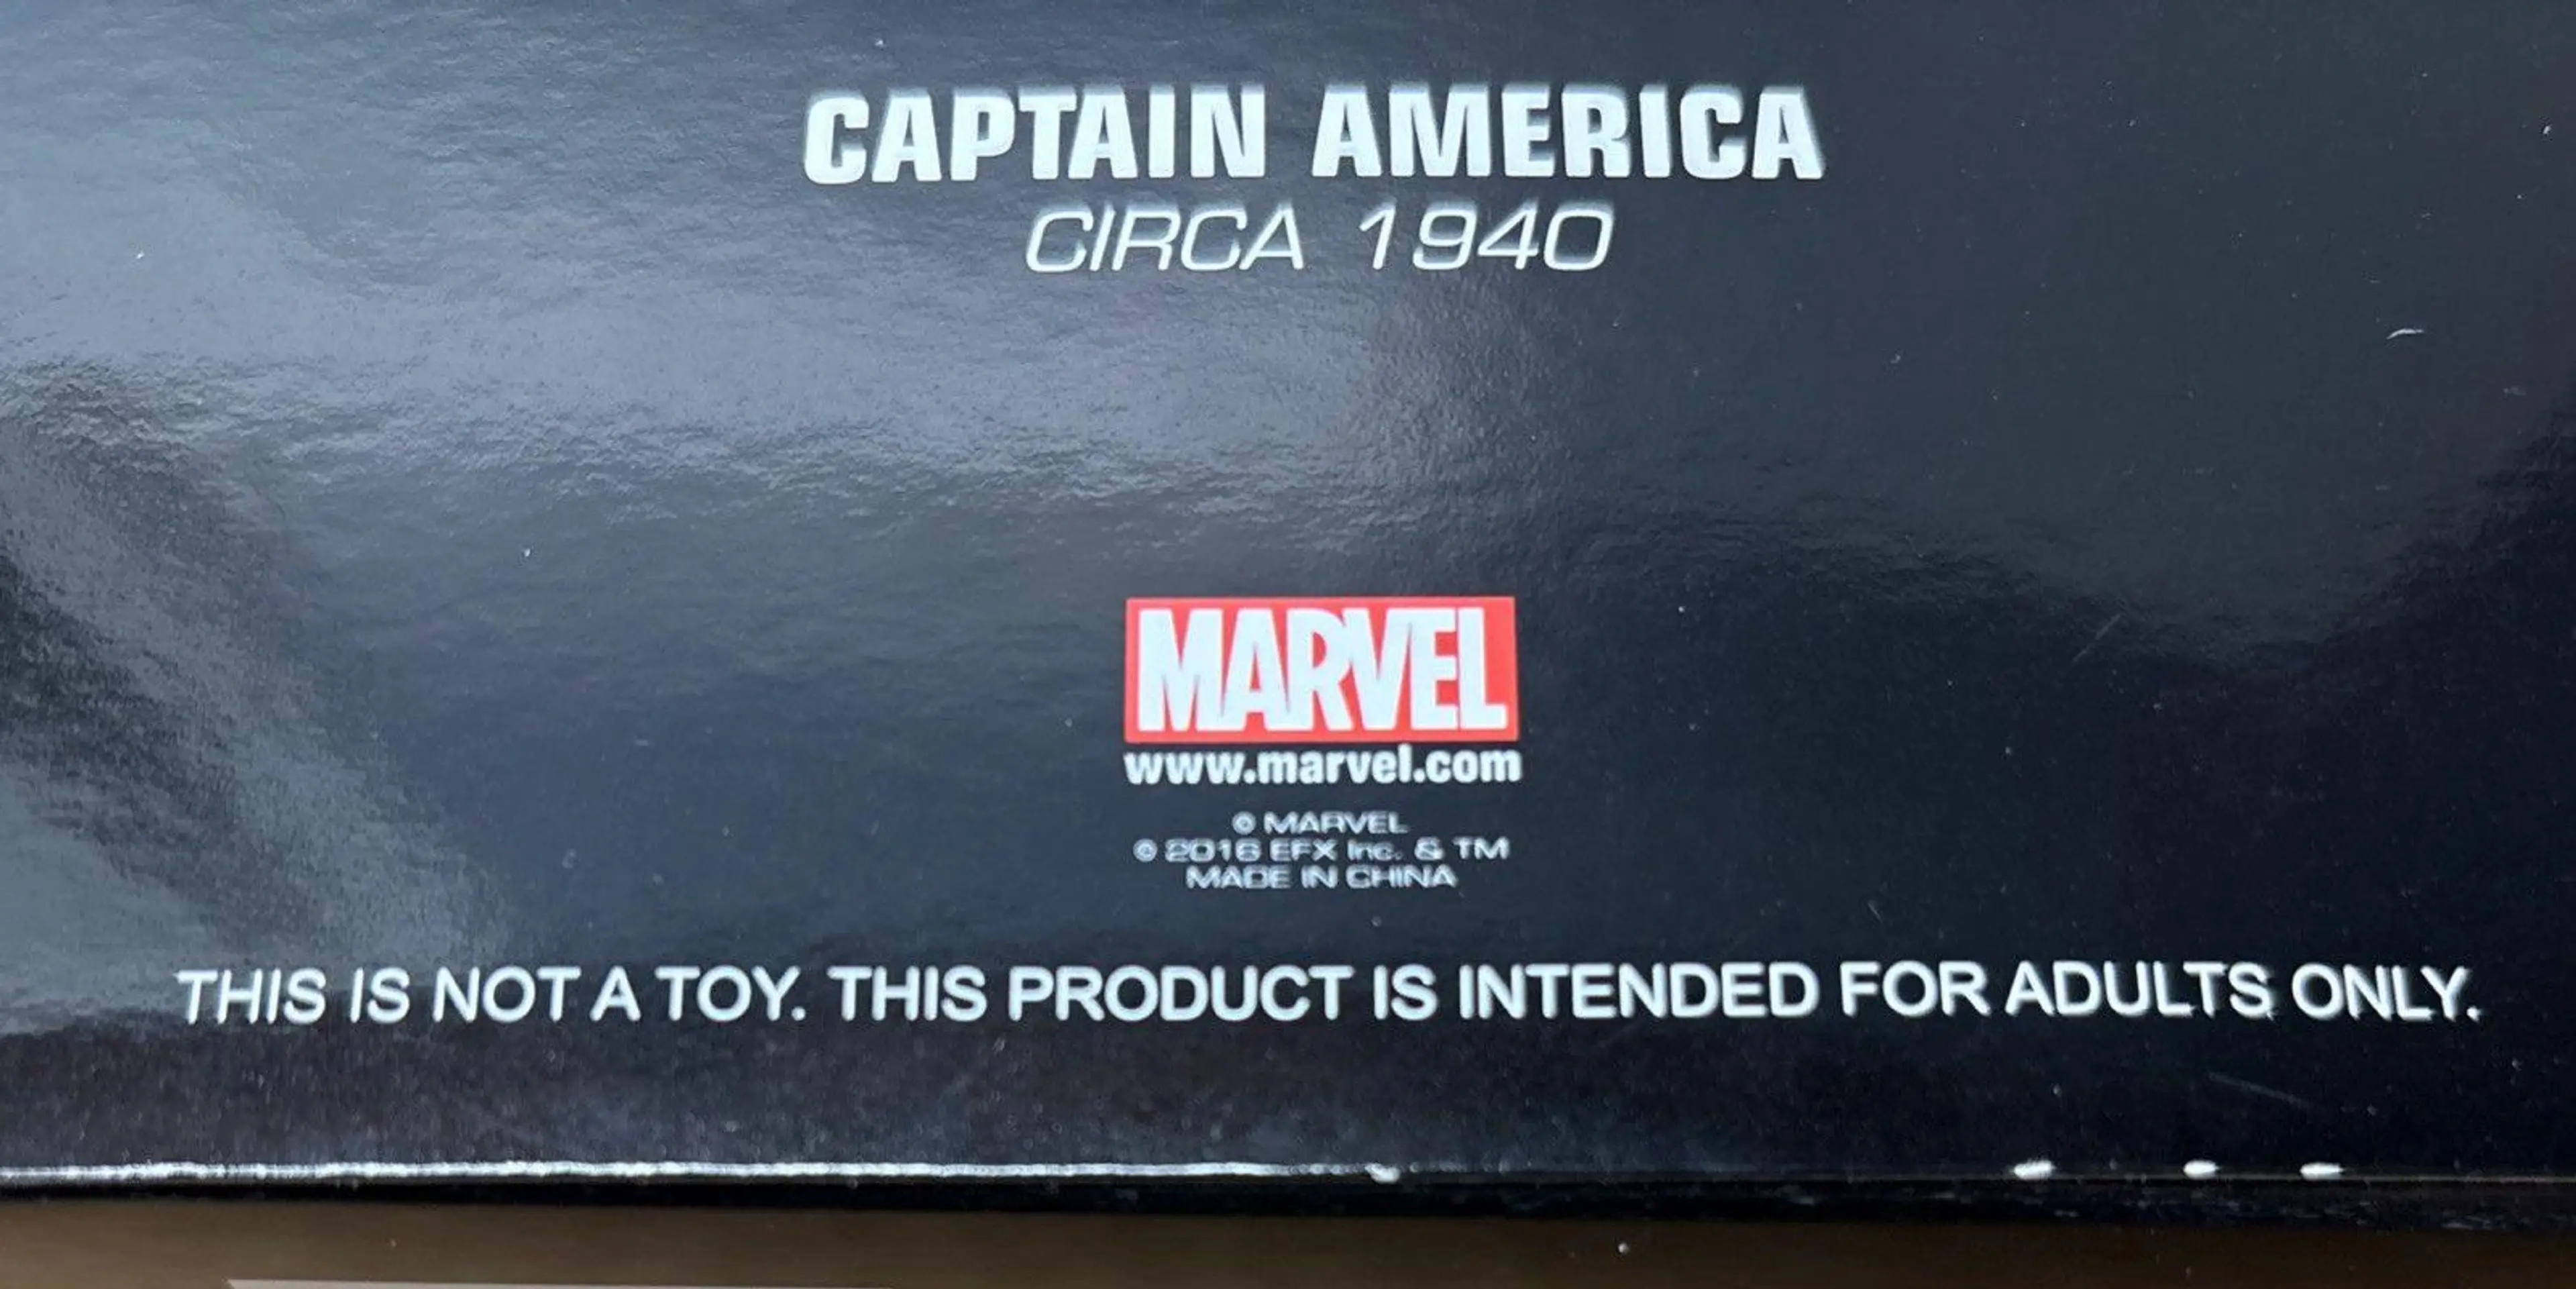 CAPTAIN AMERICA
CIRCA 1940
MARVEL
www.marvel.com
© MARVEL
© 2016 EFX Inc. & TM
MADE IN CHINA
THIS IS NOT A TOY. THIS PRODUCT IS INTENDED FOR ADULTS ONLY.